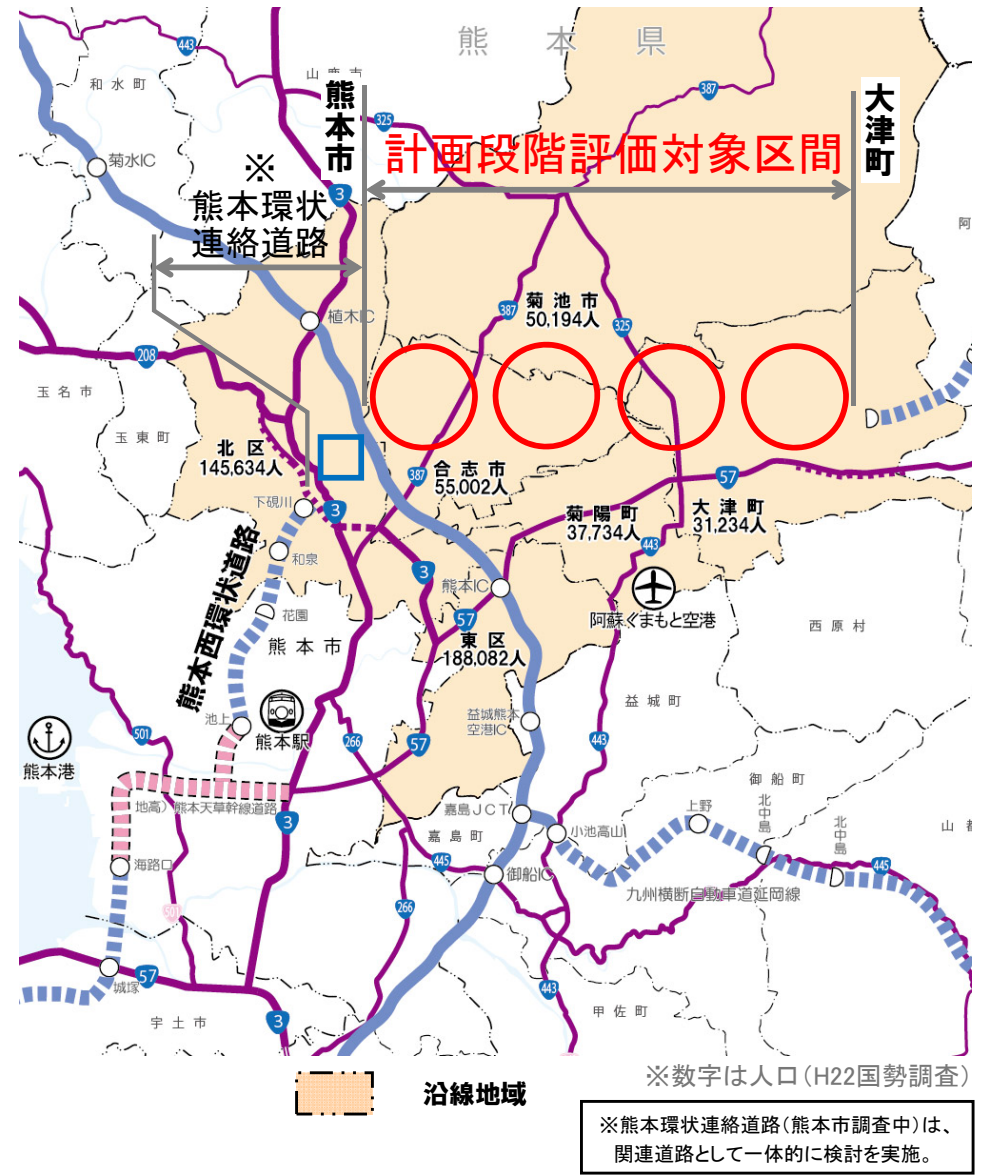 熊本県
443
和水町
山鹿市
熊本市
387
大津町
325
計画段階評価対象区間
菊水IC
※
熊本環状
連絡道路
3
阿
植木IC
387
菊池市
50,194人
325
208
玉名市
玉東町
北区
145,634人
387
合志市
55,002人
57
下硯川
3
菊陽町
37,734人
大津町
31,234人
443
和泉
3
熊本IC
熊本西環状道路
花園
57
阿蘇くまもと空港
熊本市
東区
188,082人
西原村
益城町
池上
熊本駅
益城熊本
空港IC
501
266
57
443
熊本港
御船町
地高)熊本天草幹線道路
嘉島JCT
上野
北中島
3
嘉島町
小池高山
北中島
山都
海路口
445
御船IC
445
九州横断自動車道延岡線
501
266
57
城塚
443
甲佐町
宇土市
3
沿線地域
※数字は人口(H22国勢調査)
※熊本環状連絡道路(熊本市調査中)は、
関連道路として一体的に検討を実施。